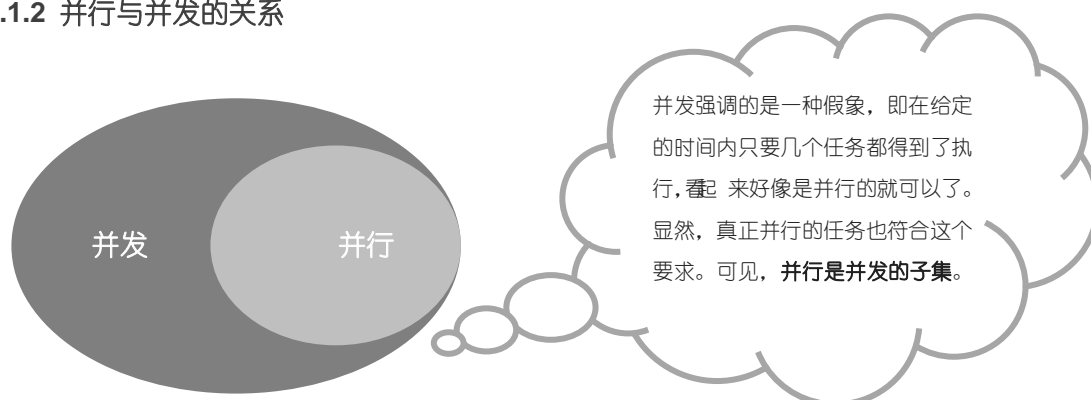 .1.2 并行与并发的关系
并发
并行
并发强调的是一种假象，即在给定
的时间内只要几个任务都得到了执
行，看起 来好像是并行的就可以了。
显然，真正并行的任务也符合这个
要求。可见，并行是并发的子集。